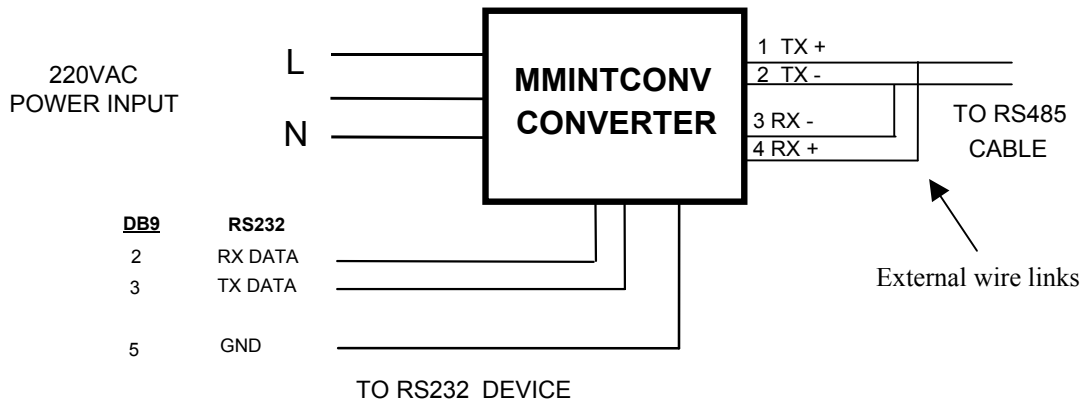 220VAC
POWER INPUT
L
N
MMINTCONV
CONVERTER
1 TX +
2 TX -
3 RX -
4 RX +
TO RS485
CABLE
External wire links
DB9 RS232
2 RX DATA
3 TX DATA
5 GND
TO RS232 DEVICE